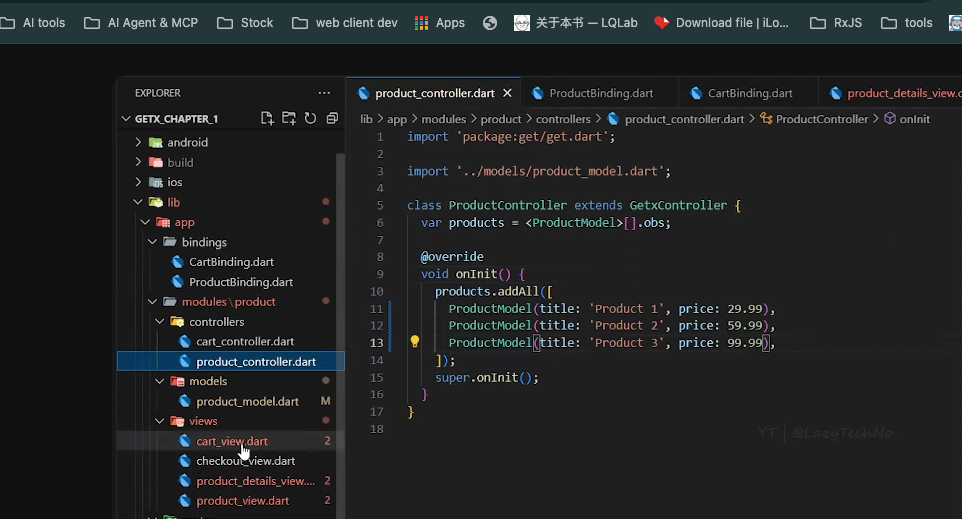 AI tools
AI Agent & MCP
Stock
web client dev
Apps
关于本书 — LQLab
Download file | iLo...
RxJS
tools
EXPLORER
...
product_controller.dart
ProductBinding.dart
CartBinding.dart
product_details_view.d
GETX_CHAPTER_1
lib > app > modules > product > controllers > product_controller.dart > ProductController > onInit
android
build
ios
lib
app
bindings
CartBinding.dart
ProductBinding.dart
modules \ product
controllers
cart_controller.dart
product_controller.dart
models
product_model.dart M
views
cart_view.dart 2
checkout_view.dart
product_details_view.... 2
product_view.dart 2
1 import 'package:get/get.dart';
2
3 import '../models/product_model.dart';
4
5 class ProductController extends GetxController {
6 var products = <ProductModel>[].obs;
7
8 @override
9 void onInit() {
10 products.addAll([
11 ProductModel(title: 'Product 1', price: 29.99),
12 ProductModel(title: 'Product 2', price: 59.99),
13 ProductModel(title: 'Product 3', price: 99.99),
14 ]);
15 super.onInit();
16 }
17 }
18
YT | @LazyTechNo